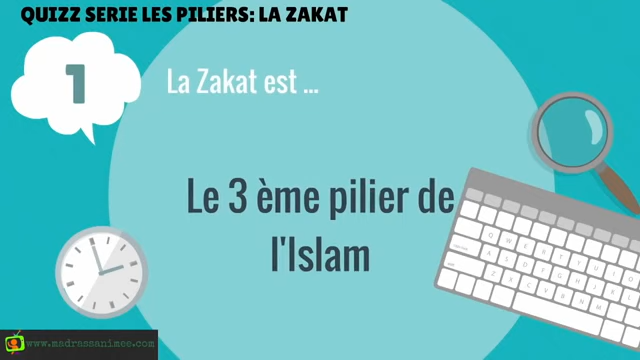 QUIZZ SERIE LES PILIERS: LA ZAKAT
1
La Zakat est ...
Le 3 ème pilier de
l'Islam
www.madrassanimee.com